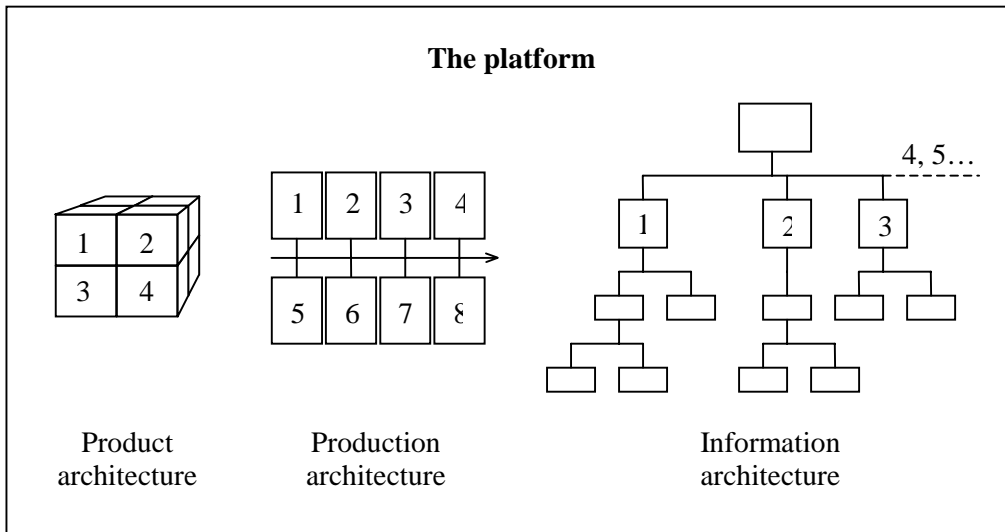 The platform
4, 5…
1 2 3 4
1 2 3
1 2
3 4
5 6 7 8
Product
architecture
Production
architecture
Information
architecture